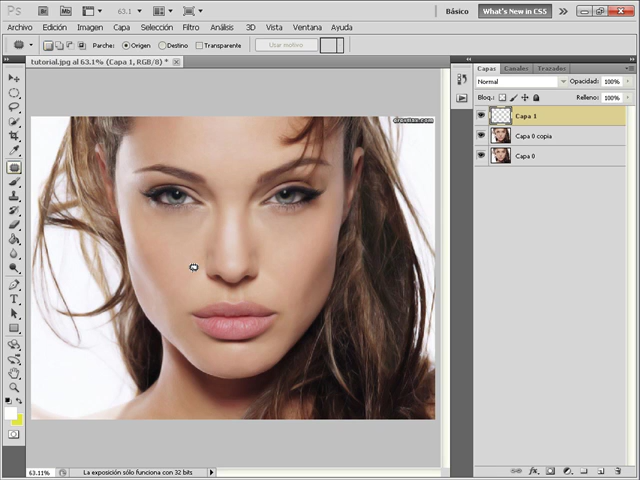 Ps Br Mb 63.1 Básico What's New in CS5
Archivo Edición Imagen Capa Selección Filtro Análisis 3D Vista Ventana Ayuda
Parche: Origen Destino Transparente Usar motivo
tutorial.jpg al 63.1% (Capa 1, RGB/8) *
Capas Canales Trazados
Normal Opacidad: 100%
Bloq.: Relleno: 100%
Capa 1
Capa 0 copia
Capa 0
63.11% La exposición sólo funciona con 32 bits